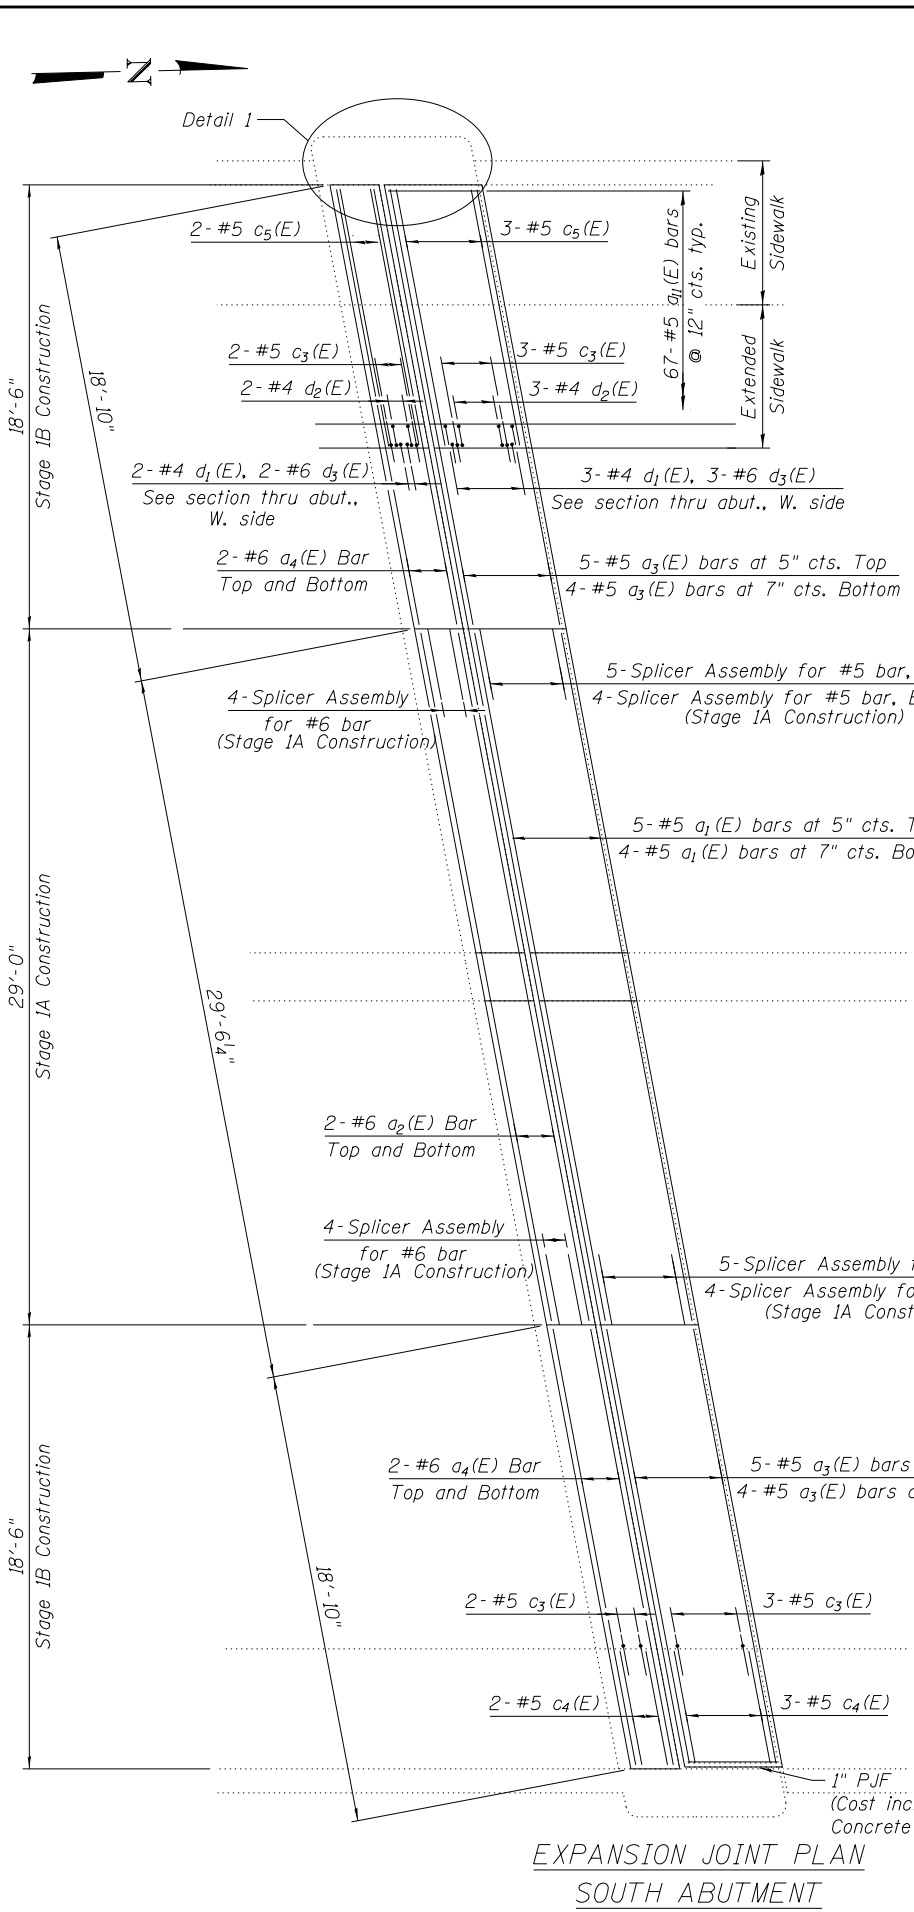 N
Detail 1
2-#5 c5(E)
3-#5 c5(E)
67-#5 a11(E) bars
@ 12" cts. typ.
Existing
Sidewalk
Extended
Sidewalk
2-#5 c3(E)
3-#5 c3(E)
2-#4 d2(E)
3-#4 d2(E)
18'-6"
Stage 1B Construction
18'-10"
2-#4 d1(E), 2-#6 d3(E)
See section thru abut.,
W. side
3-#4 d1(E), 3-#6 d3(E)
See section thru abut., W. side
2-#6 a4(E) Bar
Top and Bottom
5-#5 a3(E) bars at 5" cts. Top
4-#5 a3(E) bars at 7" cts. Bottom
4-Splicer Assembly
for #6 bar
(Stage 1A Construction)
5-Splicer Assembly for #5 bar,
4-Splicer Assembly for #5 bar,
(Stage 1A Construction)
5-#5 a1(E) bars at 5" cts.
4-#5 a1(E) bars at 7" cts.
29'-0"
Stage 1A Construction
29'-6¼"
2-#6 a2(E) Bar
Top and Bottom
4-Splicer Assembly
for #6 bar
(Stage 1A Construction)
5-Splicer Assembly
4-Splicer Assembly
(Stage 1A
2-#6 a4(E) Bar
Top and Bottom
5-#5 a3(E) bars
4-#5 a3(E) bars
18'-6"
Stage 1B Construction
18'-10"
2-#5 c3(E)
3-#5 c3(E)
2-#5 c4(E)
3-#5 c4(E)
1" PJF
(Cost
Concrete
EXPANSION JOINT PLAN
SOUTH ABUTMENT